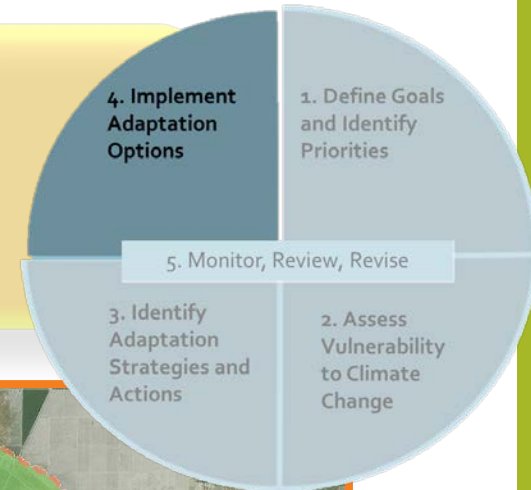 4. Implement
Adaptation
Options
1. Define Goals
and Identify
Priorities
5. Monitor, Review, Revise
3. Identify
Adaptation
Strategies and
Actions
2. Assess
Vulnerability
to Climate
Change